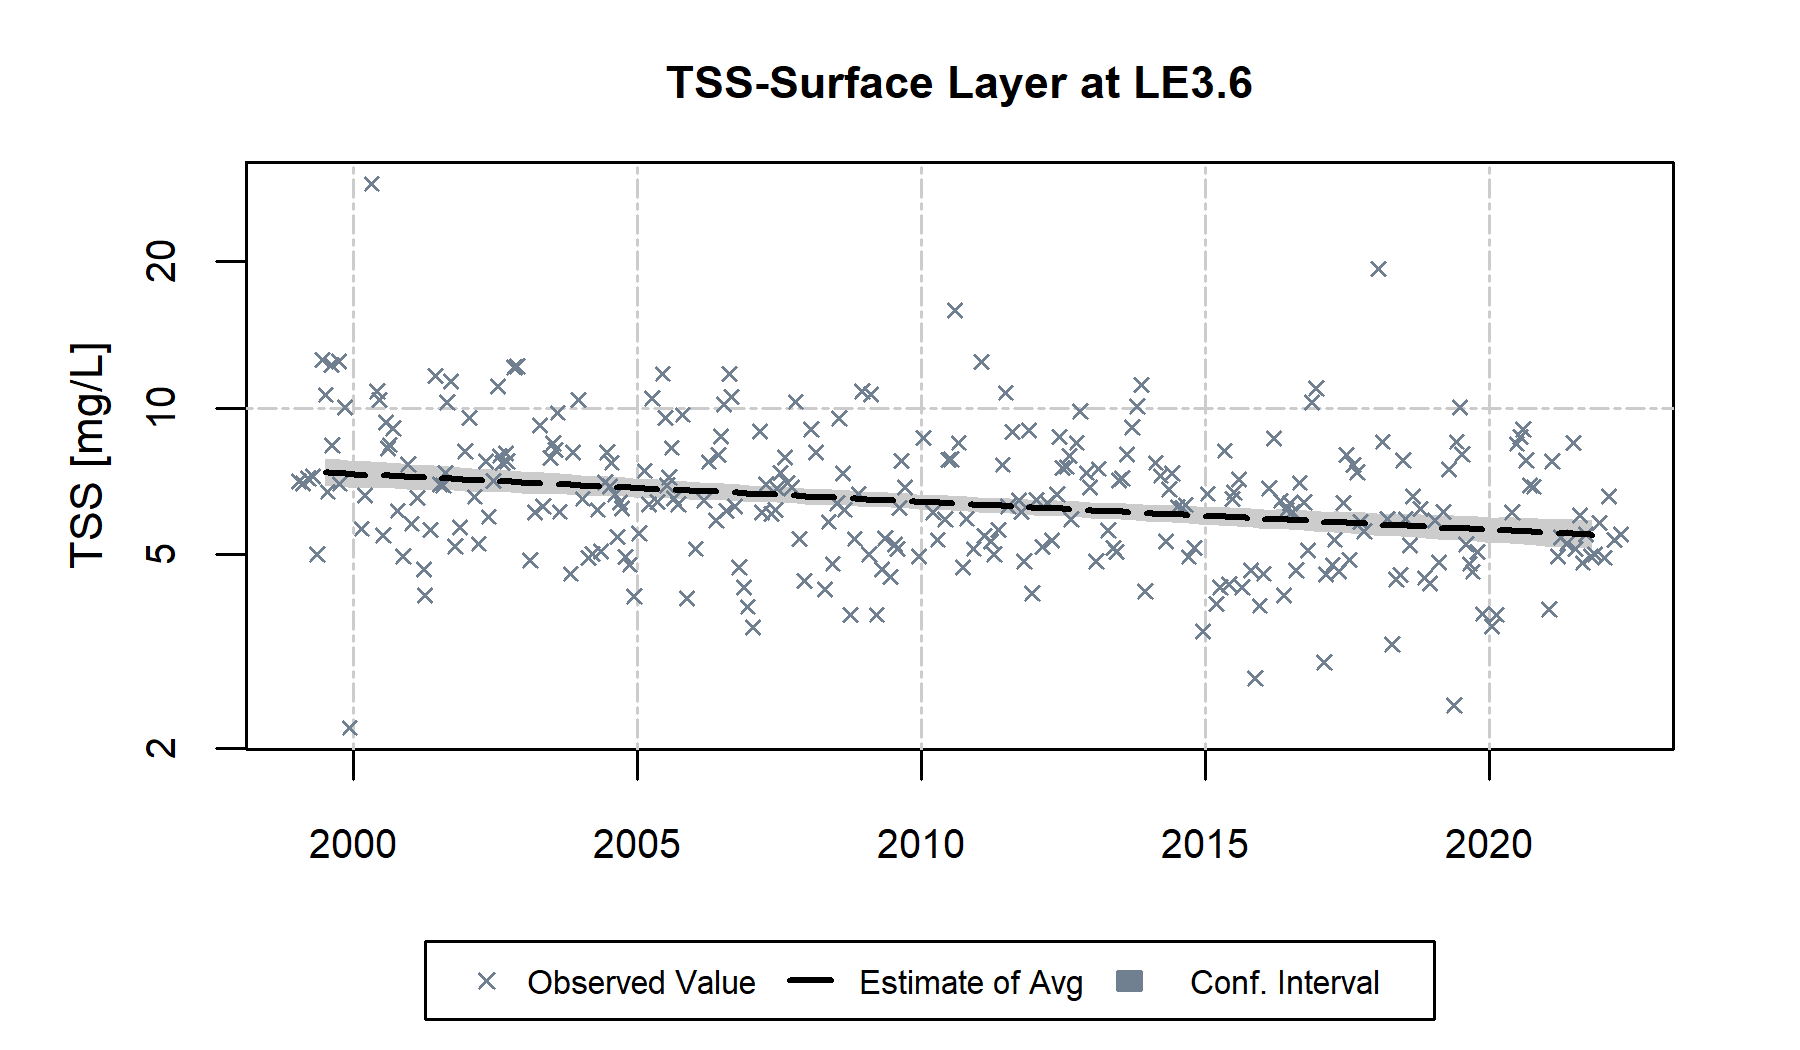 TSS-Surface Layer at LE3.6
TSS [mg/L]
20
10
5
2
2000 2005 2010 2015 2020
Observed Value Estimate of Avg Conf. Interval